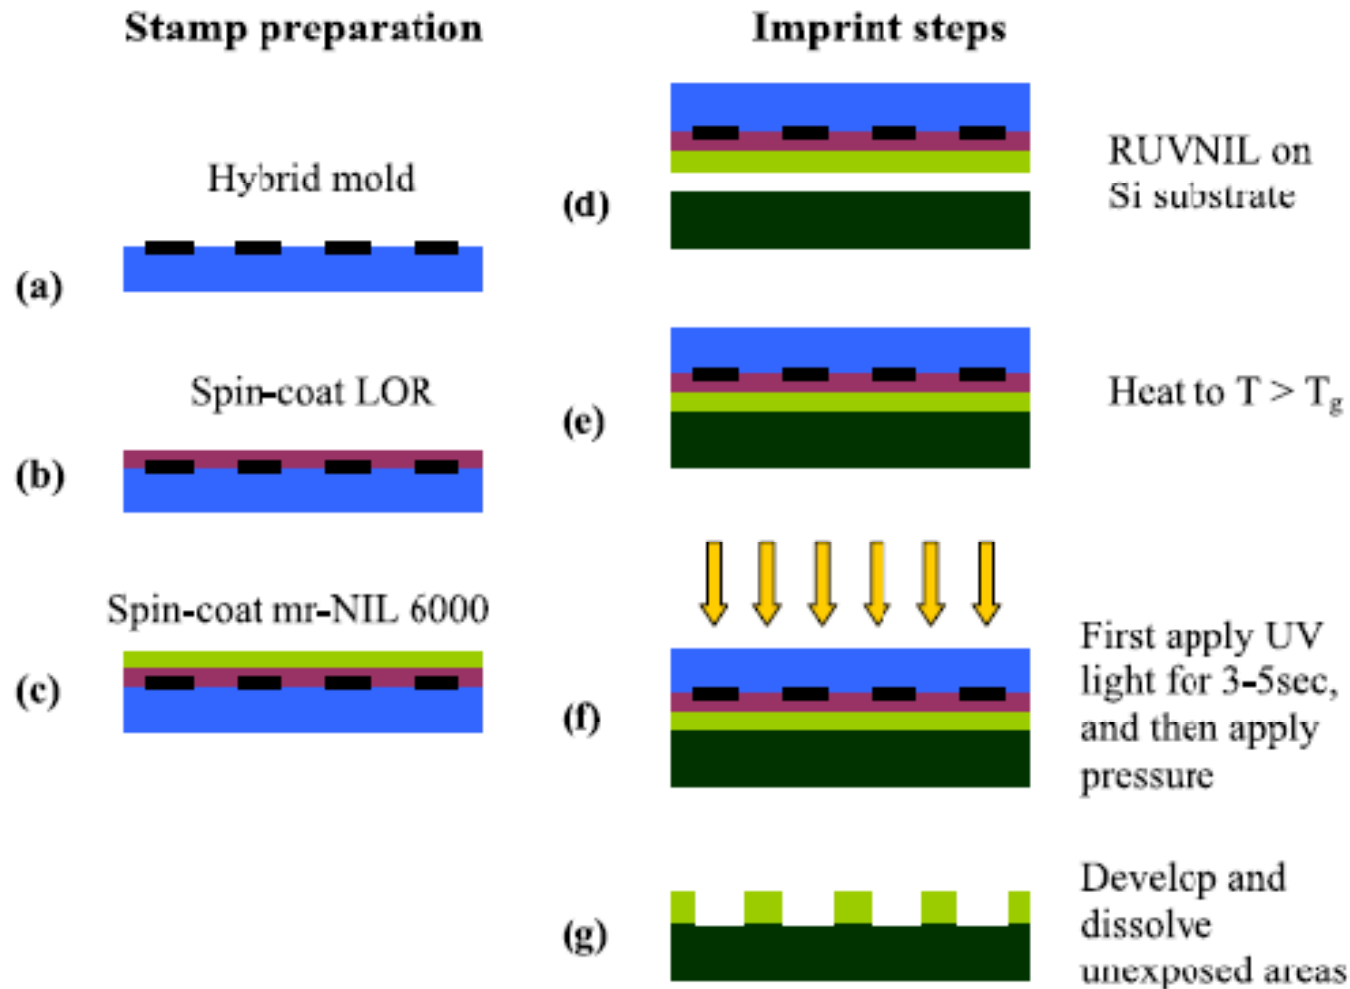 Stamp preparation
Hybrid mold
(a)
Spin-coat LOR
(b)
Spin-coat mr-NIL 6000
(c)
Imprint steps
(d)
RUVNIL on
Si substrate
(e)
Heat to T > Tg
(f)
First apply UV
light for 3-5sec,
and then apply
pressure
(g)
Develop and
dissolve
unexposed areas